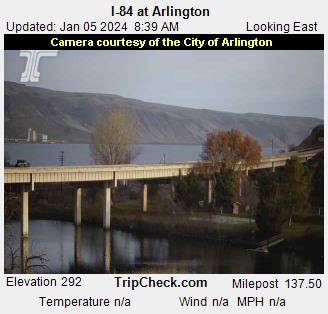 I-84 at Arlington
Updated: Jan 05 2024 8:39 AM Looking East
Camera courtesy of the City of Arlington
Elevation 292 TripCheck.com Milepost 137.50
Temperature n/a Wind n/a MPH n/a